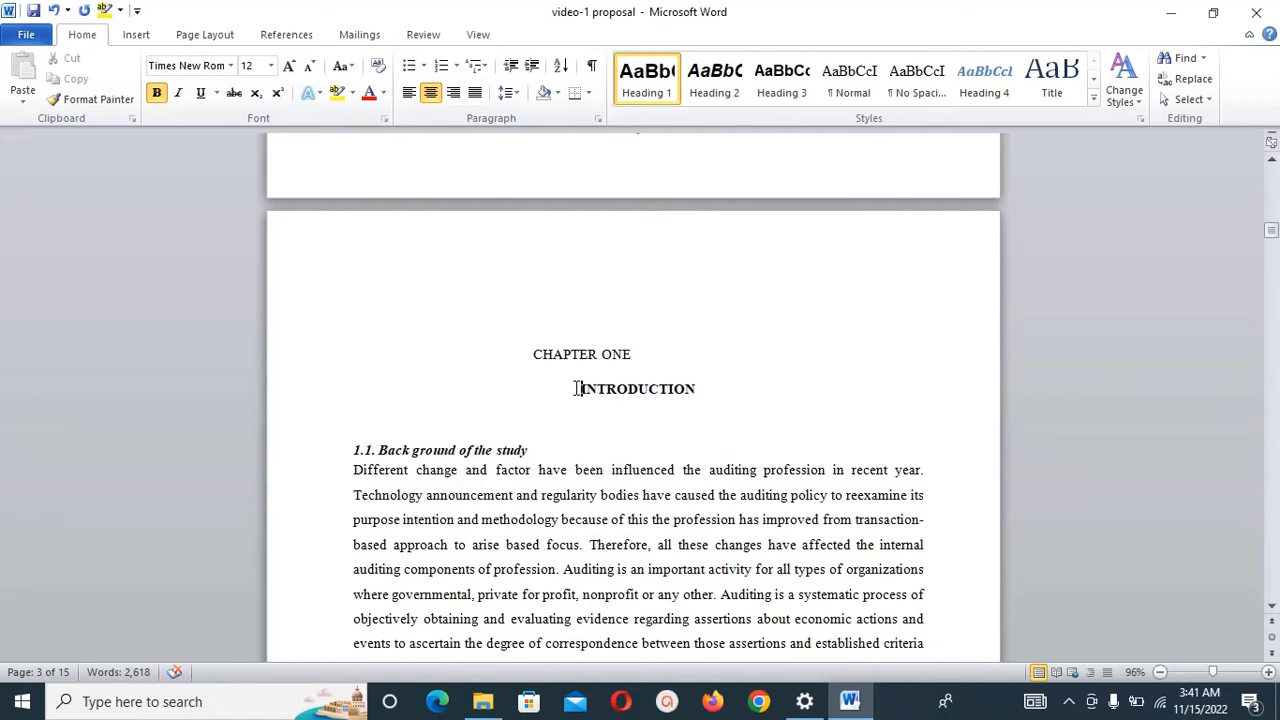 video-1 proposal - Microsoft Word
File Home Insert Page Layout References Mailings Review View
Paste
Cut
Copy
Format Painter
Clipboard
Times New Rom 12
B I U abc x₂ x²
Font
Paragraph
AaBb( Heading 1
AaBbC Heading 2
AaBbCc Heading 3
AaBbCcI ¶ Normal
AaBbCcI ¶ No Spaci...
AaBbCcI Heading 4
AaB Title
Change Styles
Styles
Find
Replace
Select
Editing
CHAPTER ONE
INTRODUCTION
1.1. Back ground of the study
Different change and factor have been influenced the auditing profession in recent year.
Technology announcement and regularity bodies have caused the auditing policy to reexamine its
purpose intention and methodology because of this the profession has improved from transaction-
based approach to arise based focus. Therefore, all these changes have affected the internal
auditing components of profession. Auditing is an important activity for all types of organizations
where governmental, private for profit, nonprofit or any other. Auditing is a systematic process of
objectively obtaining and evaluating evidence regarding assertions about economic actions and
events to ascertain the degree of correspondence between those assertions and established criteria
Page: 3 of 15 Words: 2,618 96%
Type here to search
3:41 AM
11/15/2022
3